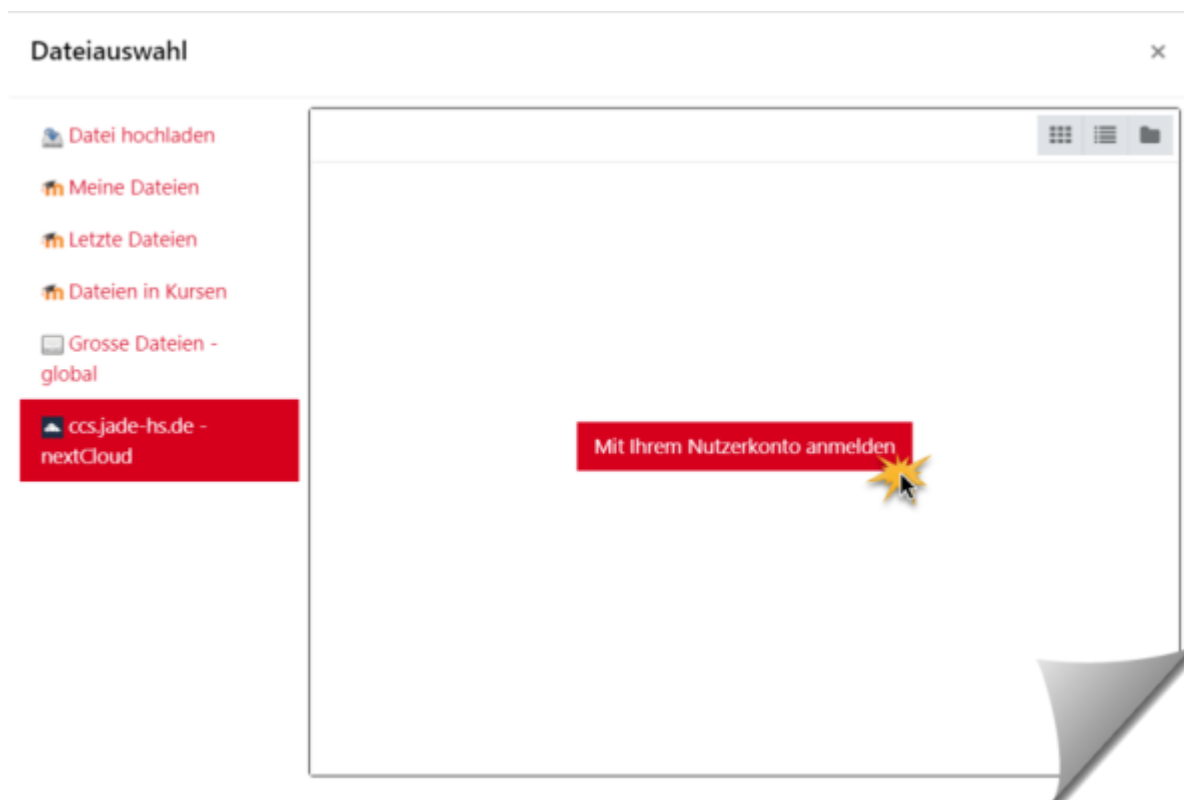 Dateiauswahl
×
Datei hochladen
Meine Dateien
Letzte Dateien
Dateien in Kursen
Grosse Dateien -
global
ccs.jade-hs.de -
nextCloud
Mit Ihrem Nutzerkonto anmelden